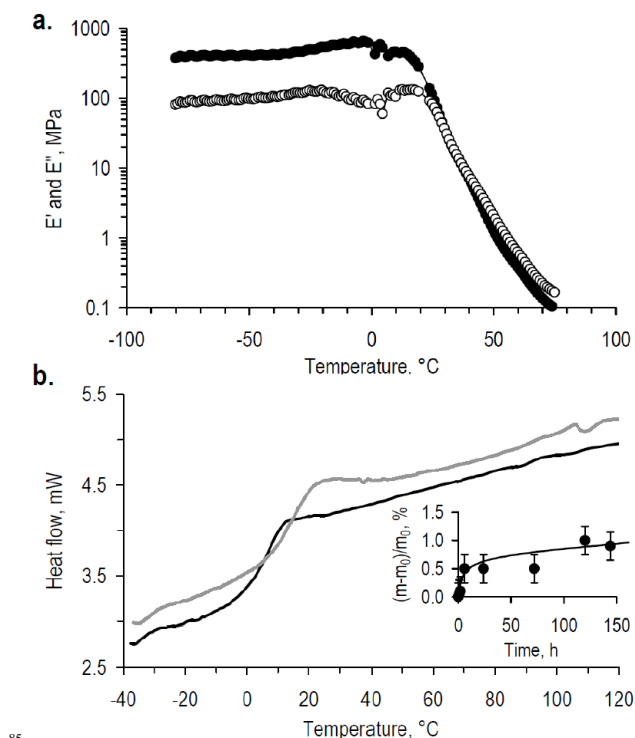 a.
1000
100
10
1
0.1
E' and E", MPa
-100 -50 0 50 100
Temperature, °C
b.
5.5
4.5
3.5
2.5
Heat flow, mW
1.5
1.0
0.5
0.0
(m-m₀)/m₀, %
0 50 100 150
Time, h
-40 -20 0 20 40 60 80 100 120
Temperature, °C
85